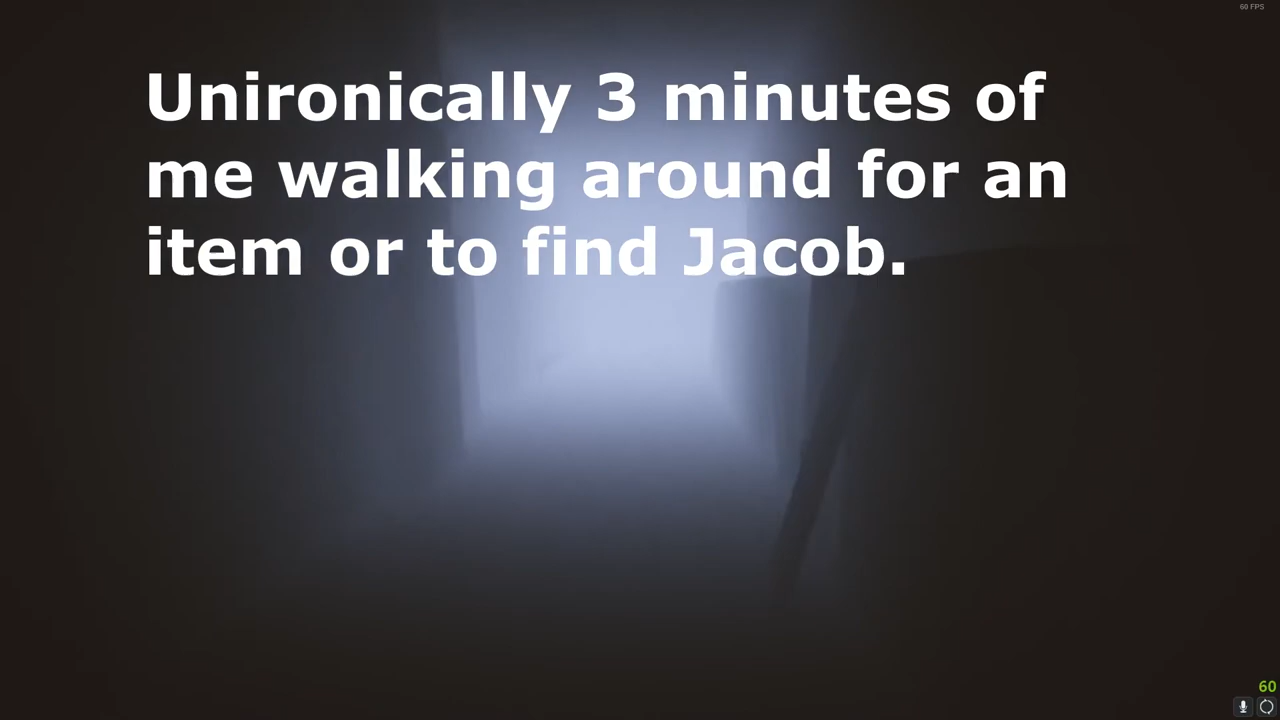 60 FPS
Unironically 3 minutes of
me walking around for an
item or to find Jacob.
60